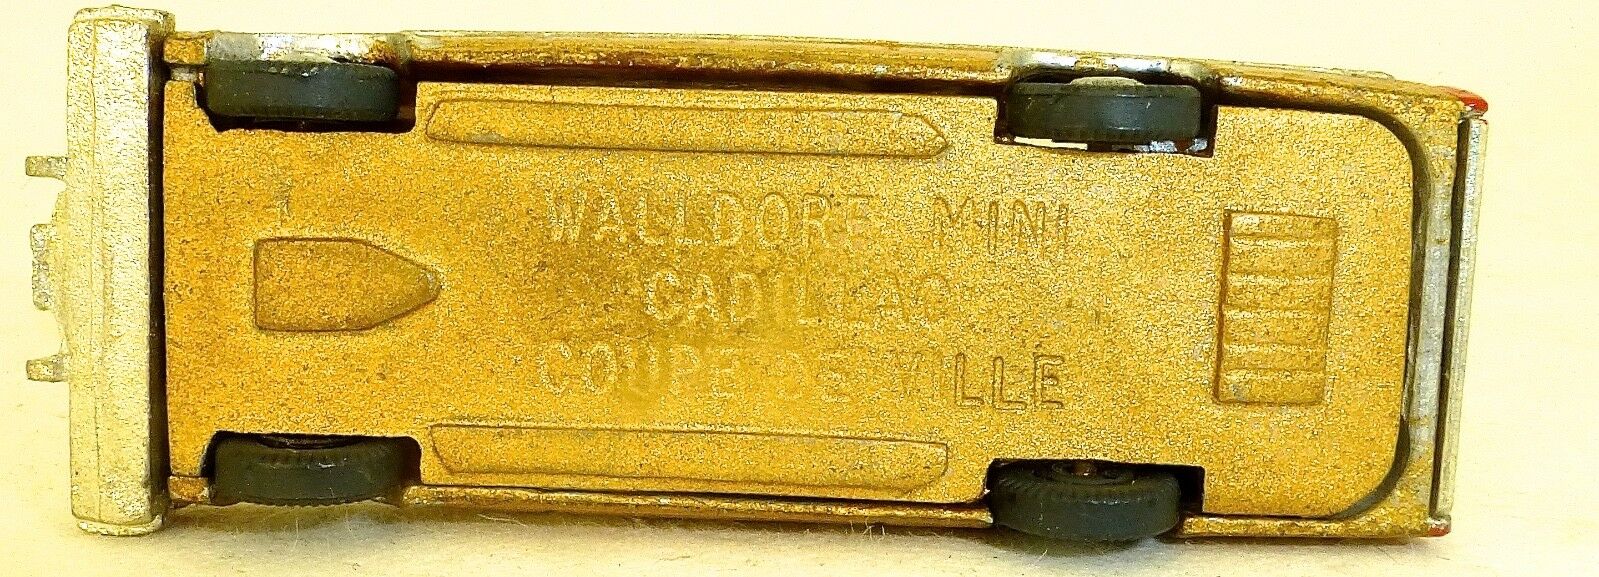 WALLDORF MINI
CADILLAC
COUPE DE VILLE